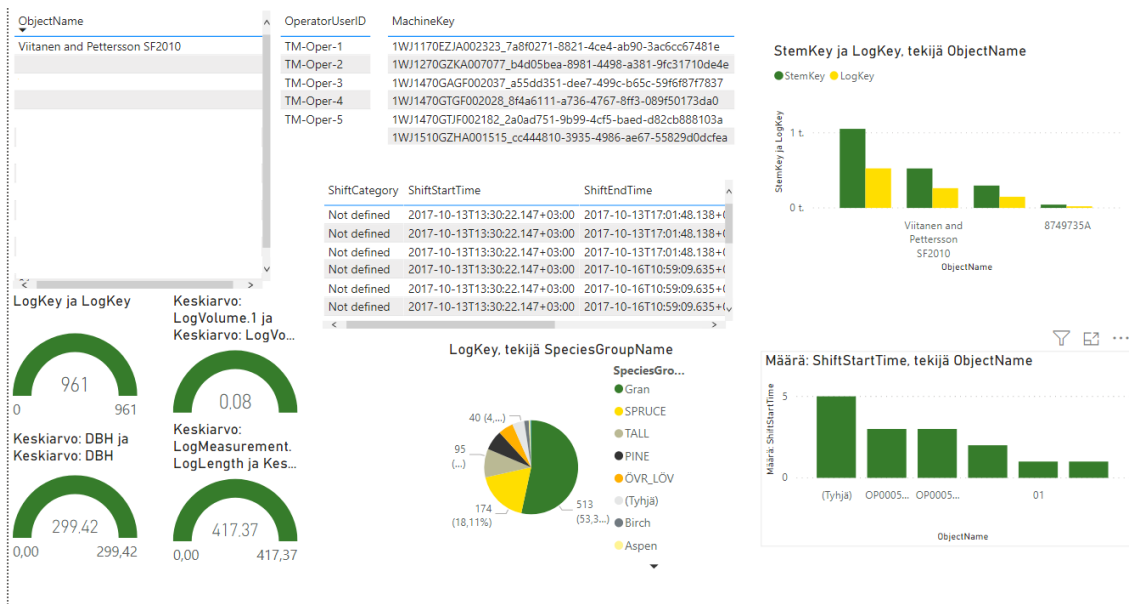 ObjectName
Viitanen and Pettersson SF2010
OperatorUserID
TM-Oper-1
TM-Oper-2
TM-Oper-3
TM-Oper-4
TM-Oper-5
MachineKey
1WJ1170EZJA002323_7a8f0271-8821-4ce4-ab90-3ac6cc67481e
1WJ1270GZKA007077_b4d05bea-8981-4498-a381-9fc31710de4e
1WJ1470GAGF002037_a55dd351-dee7-499c-b65c-59f6f87f7837
1WJ1470GTGF002028_8f4a6111-a736-4767-8ff3-089f50173da0
1WJ1470GTJF002182_2a0ad751-9b99-4cf5-baed-d82cb888103a
1WJ1510GZHA001515_cc444810-3935-4986-ae67-55829d0dcfea
StemKey ja LogKey, tekijä ObjectName
StemKey LogKey
StemKey ja LogKey
1 t.
0 t.
Viitanen and
Pettersson
SF2010
8749735A
ObjectName
ShiftCategory ShiftStartTime ShiftEndTime
Not defined 2017-10-13T13:30:22.147+03:00 2017-10-13T17:01:48.138+(
Not defined 2017-10-13T13:30:22.147+03:00 2017-10-13T17:01:48.138+(
Not defined 2017-10-13T13:30:22.147+03:00 2017-10-13T17:01:48.138+(
Not defined 2017-10-13T13:30:22.147+03:00 2017-10-16T10:59:09.635+(
Not defined 2017-10-13T13:30:22.147+03:00 2017-10-16T10:59:09.635+(
Not defined 2017-10-13T13:30:22.147+03:00 2017-10-16T10:59:09.635+(
LogKey ja LogKey
961
0
961
Keskiarvo:
LogVolume.1 ja
Keskiarvo: LogVo...
0.08
Keskiarvo: DBH ja
Keskiarvo: DBH
299,42
0,00
299,42
Keskiarvo:
LogMeasurement.
LogLength ja Kes...
417,37
0,00
417,37
LogKey, tekijä SpeciesGroupName
40 (4,...)
95
(...)
174
(18,11%)
513
(53,3...)
SpeciesGro...
Gran
SPRUCE
TALL
PINE
ÖVR_LÖV
(Tyhjä)
Birch
Aspen
Määrä: ShiftStartTime, tekijä ObjectName
Määrä: ShiftStartTime
5
0
(Tyhjä)
OP0005...
OP0005...
01
ObjectName